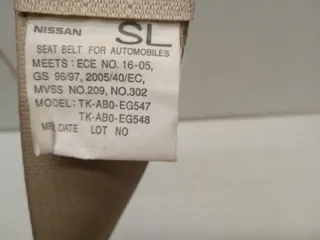 NISSAN SL
SEAT BELT FOR AUTOMOBILES
MEETS: ECE NO. 16-05,
GS 96/97, 2005/40/EC,
MVSS NO.209, NO.302
MODEL: TK-AB0-EG547
TK-AB0-EG548
MFG.DATE LOT NO